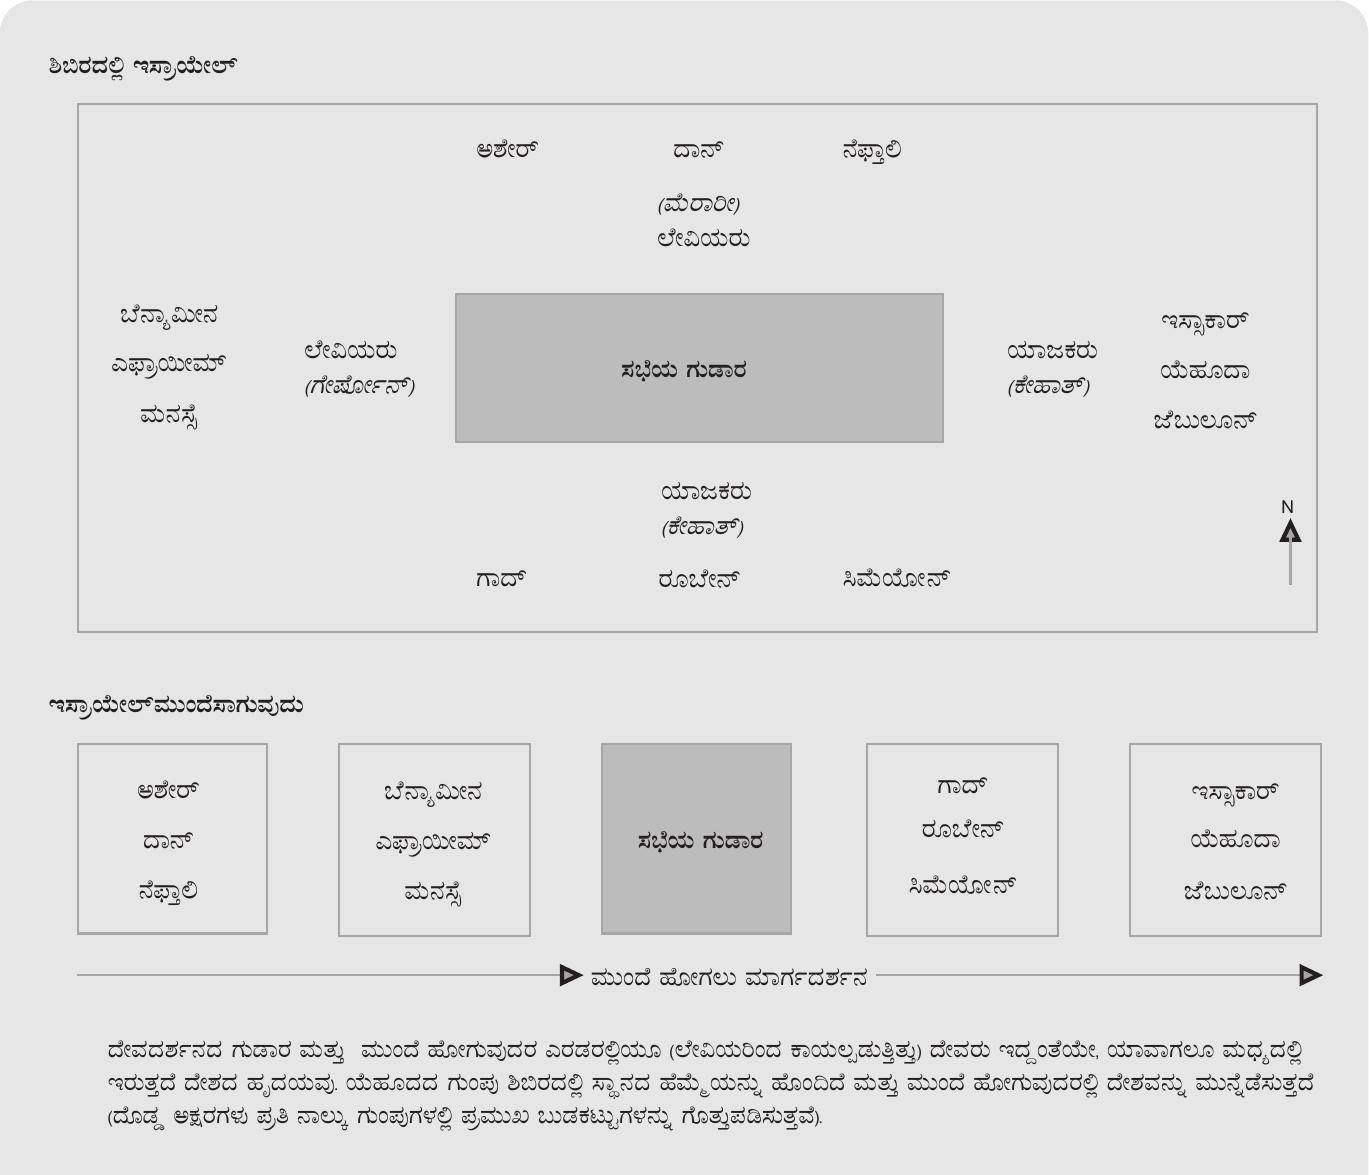 ಶಿಬಿರದಲ್ಲಿ ಇಸ್ರಾಯೇಲ್
ಅಶೇರ್ ದಾನ್ ನೆಫ್ತಾಲಿ
(ಮೆರಾರೀ)
ಲೇವಿಯರು
ಬೆನ್ಯಾಮೀನ
ಎಫ್ರಾಯೀಮ್
ಮನಸ್ಸೆ
ಲೇವಿಯರು
(ಗೇರ್ಷೋನ್)
ಸಭೆಯ ಗುಡಾರ
ಯಾಜಕರು
(ಕೇಹಾತ್)
ಇಸ್ಸಾಕಾರ್
ಯೆಹೂದಾ
ಜೆಬುಲೂನ್
ಯಾಜಕರು
(ಕೇಹಾತ್)
N
ಗಾದ್ ರೂಬೇನ್ ಸಿಮೆಯೋನ್
ಇಸ್ರಾಯೇಲ್‌ಮುಂದೆಸಾಗುವುದು
ಅಶೇರ್
ದಾನ್
ನೆಫ್ತಾಲಿ
ಬೆನ್ಯಾಮೀನ
ಎಫ್ರಾಯೀಮ್
ಮನಸ್ಸೆ
ಸಭೆಯ ಗುಡಾರ
ಗಾದ್
ರೂಬೇನ್
ಸಿಮೆಯೋನ್
ಇಸ್ಸಾಕಾರ್
ಯೆಹೂದಾ
ಜೆಬುಲೂನ್
ಮುಂದೆ ಹೋಗಲು ಮಾರ್ಗದರ್ಶನ
ದೇವದರ್ಶನದ ಗುಡಾರ ಮತ್ತು ಮುಂದೆ ಹೋಗುವುದರ ಎರಡರಲ್ಲಿಯೂ (ಲೇವಿಯರಿಂದ ಕಾಯಲ್ಪಡುತ್ತಿತ್ತು) ದೇವರು ಇದ್ದಂತೆಯೇ, ಯಾವಾಗಲೂ ಮಧ್ಯದಲ್ಲಿ
ಇರುತ್ತದೆ ದೇಶದ ಹೃದಯವು. ಯೆಹೂದದ ಗುಂಪು ಶಿಬಿರದಲ್ಲಿ ಸ್ಥಾನದ ಹೆಮ್ಮೆಯನ್ನು ಹೊಂದಿದೆ ಮತ್ತು ಮುಂದೆ ಹೋಗುವುದರಲ್ಲಿ ದೇಶವನ್ನು ಮುನ್ನೆಡೆಸುತ್ತದೆ
(ದೊಡ್ಡ ಅಕ್ಷರಗಳು ಪ್ರತಿ ನಾಲ್ಕು ಗುಂಪುಗಳಲ್ಲಿ ಪ್ರಮುಖ ಬುಡಕಟ್ಟುಗಳನ್ನು ಗೊತ್ತುಪಡಿಸುತ್ತವೆ).